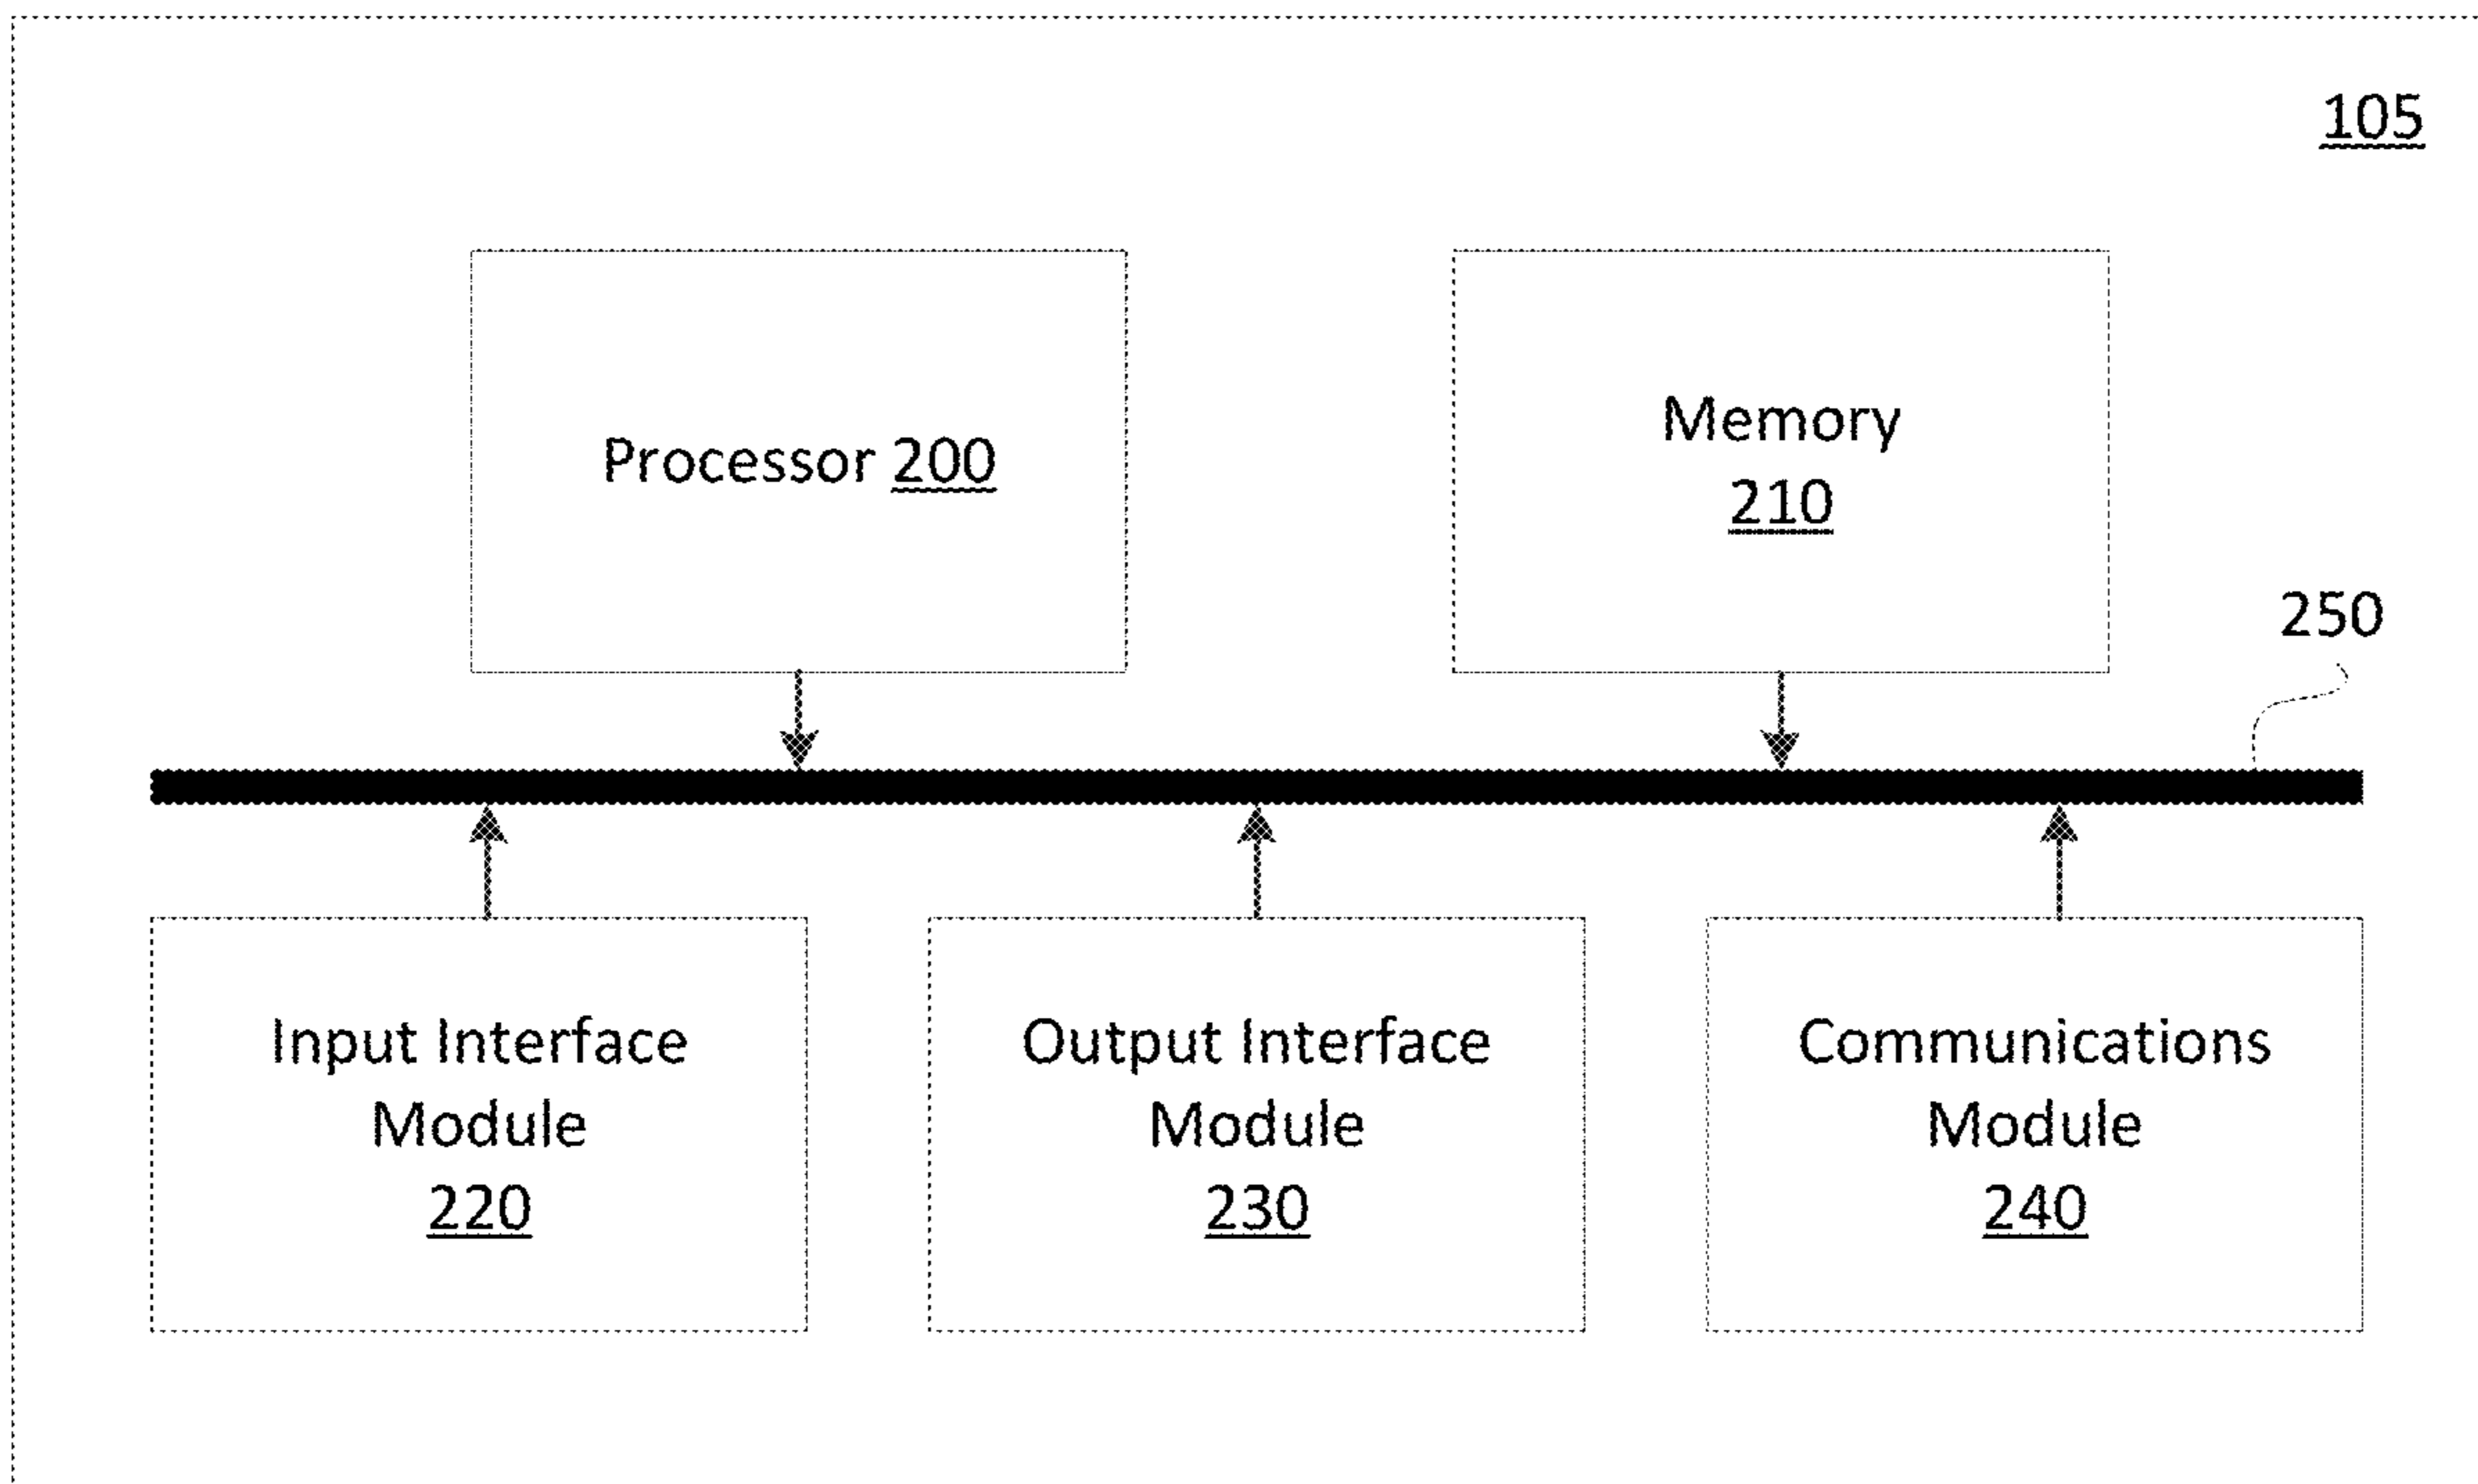 105
Processor 200
Memory
210
250
Input Interface
Module
220
Output Interface
Module
230
Communications
Module
240